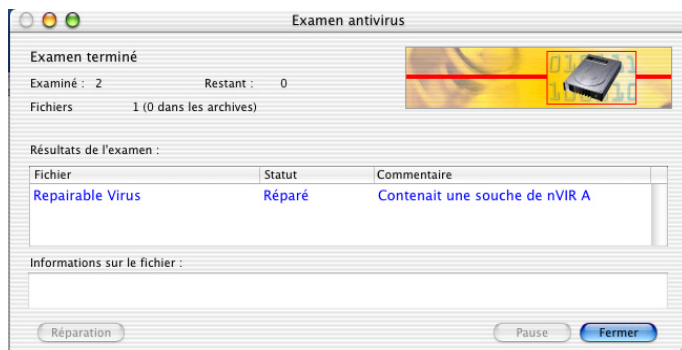 Examen antivirus
Examen terminé
Examiné : 2 Restant : 0
Fichiers 1 (0 dans les archives)
Résultats de l'examen :
Fichier Statut Commentaire
Repairable Virus Réparé Contenait une souche de nVIR A
Informations sur le fichier :
Réparation Pause Fermer